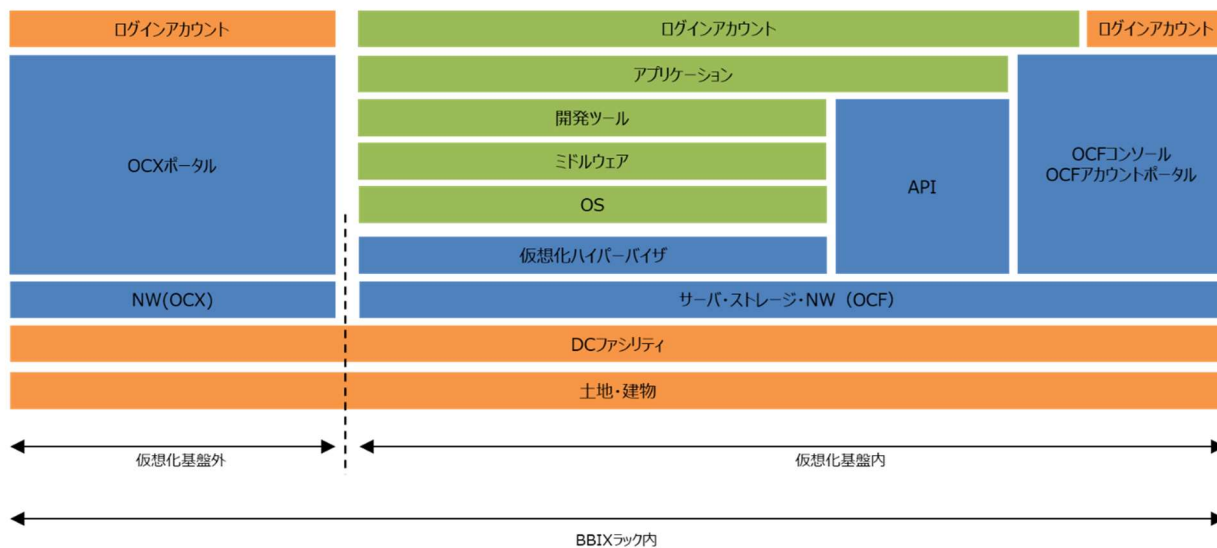 ログインアカウント
ログインアカウント
ログインアカウント
アプリケーション
開発ツール
ミドルウェア
OS
仮想化ハイパーバイザ
OCXポータル
API
OCFコンソール
OCFアカウントポータル
NW(OCX)
サーバ・ストレージ・NW（OCF）
DCファシリティ
土地・建物
仮想化基盤外
仮想化基盤内
BBIXラック内